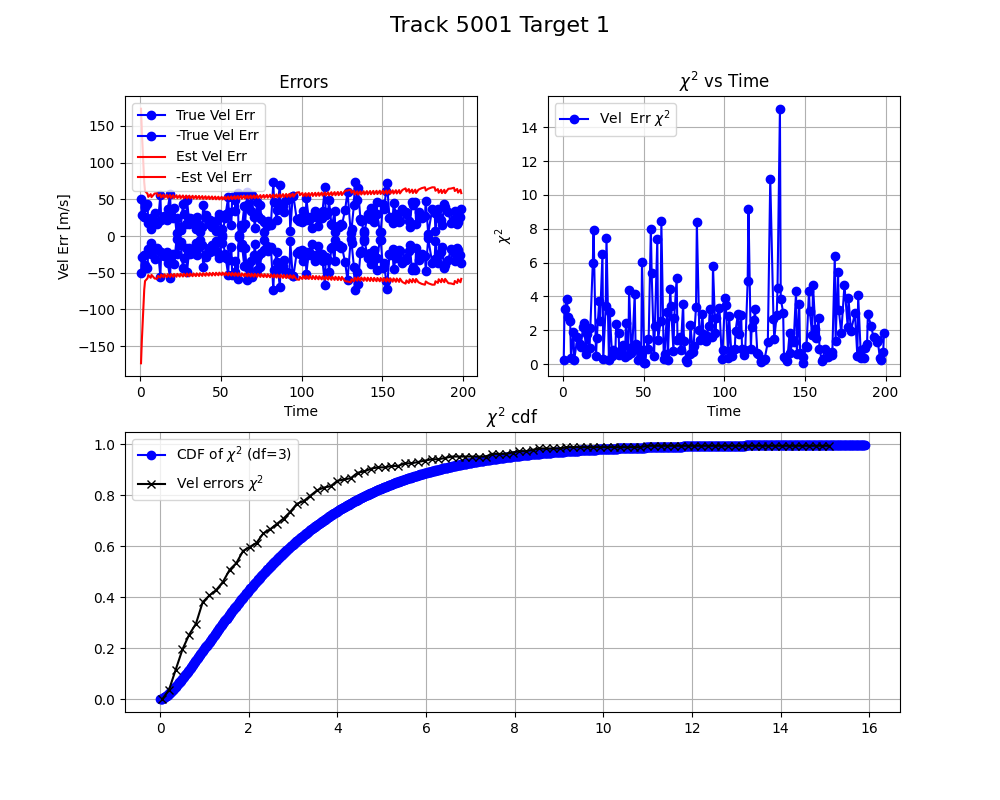 Track 5001 Target 1
Errors
True Vel Err
-True Vel Err
Est Vel Err
-Est Vel Err
Vel Err [m/s]
150
100
50
0
−50
−100
−150
0 50 100 150 200
Time
χ² vs Time
Vel Err χ²
χ²
14
12
10
8
6
4
2
0
0 50 100 150 200
Time
χ² cdf
CDF of χ² (df=3)
Vel errors χ²
1.0
0.8
0.6
0.4
0.2
0.0
0 2 4 6 8 10 12 14 16